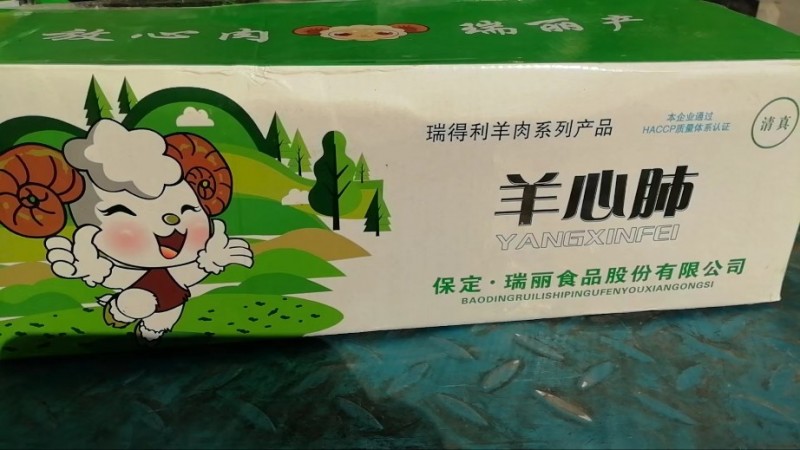 放心肉 瑞丽产
瑞得利羊肉系列产品
本企业通过
HACCP质量体系认证
清真
羊心肺
YANGXINFEI
保定·瑞丽食品股份有限公司
BAODINGRUILISHIPINGUFENYOUXIANGONGSI